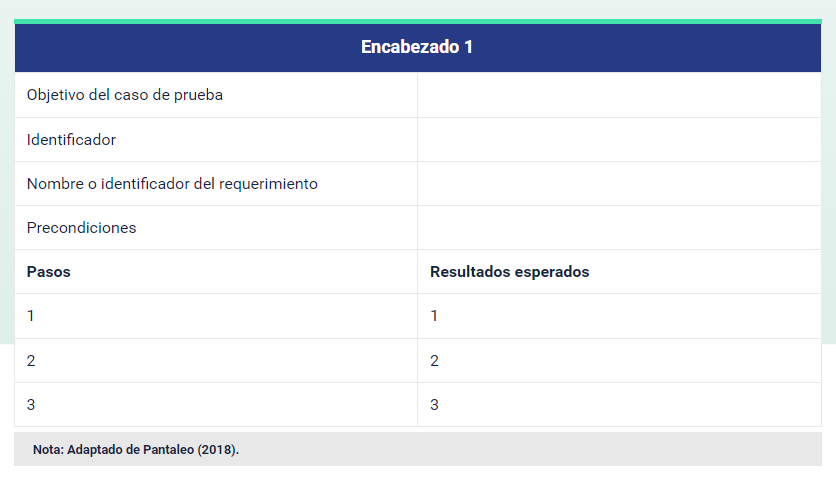 Encabezado 1
Objetivo del caso de prueba
Identificador
Nombre o identificador del requerimiento
Precondiciones
Pasos Resultados esperados
1 1
2 2
3 3
Nota: Adaptado de Pantaleo (2018).